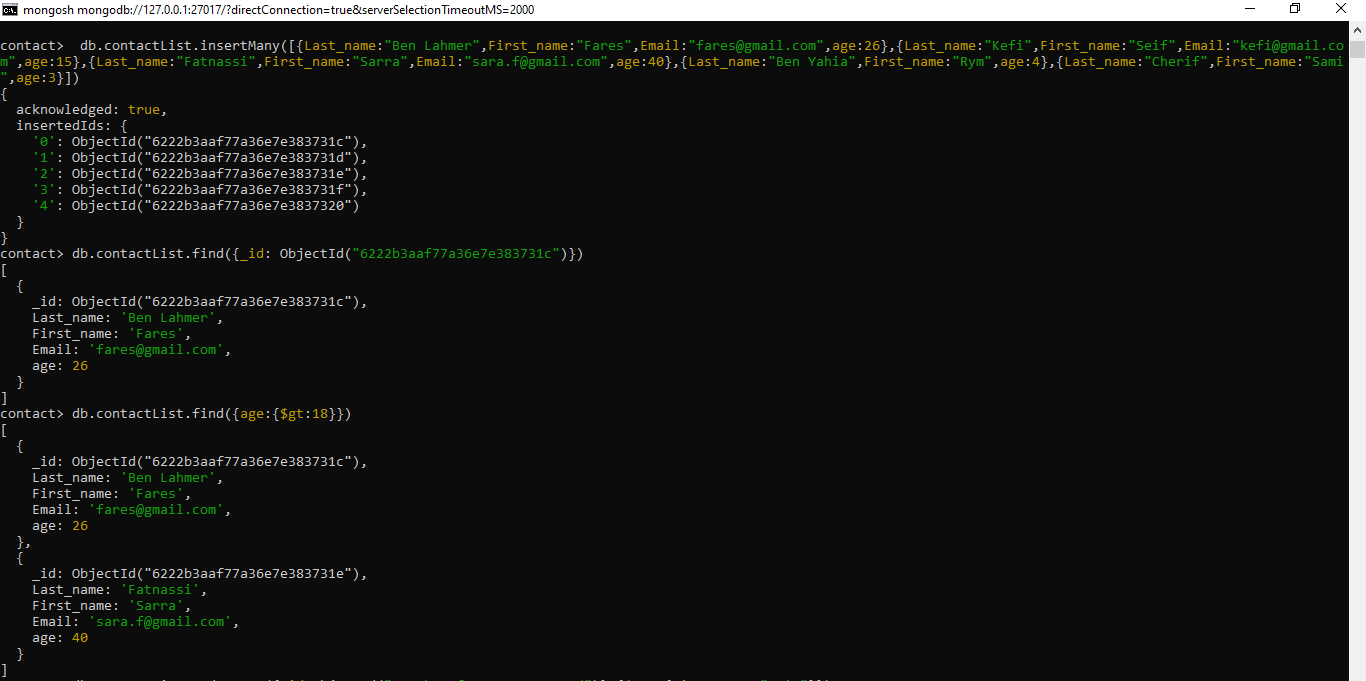 mongosh mongodb://127.0.0.1:27017/?directConnection=true&serverSelectionTimeoutMS=2000
contact>  db.contactList.insertMany([{Last_name:"Ben Lahmer",First_name:"Fares",Email:"fares@gmail.com",age:26},{Last_name:"Kefi",First_name:"Seif",Email:"kefi@gmail.co
m",age:15},{Last_name:"Fatnassi",First_name:"Sarra",Email:"sara.f@gmail.com",age:40},{Last_name:"Ben Yahia",First_name:"Rym",age:4},{Last_name:"Cherif",First_name:"Sami
",age:3}])
{
  acknowledged: true,
  insertedIds: {
    '0': ObjectId("6222b3aaf77a36e7e383731c"),
    '1': ObjectId("6222b3aaf77a36e7e383731d"),
    '2': ObjectId("6222b3aaf77a36e7e383731e"),
    '3': ObjectId("6222b3aaf77a36e7e383731f"),
    '4': ObjectId("6222b3aaf77a36e7e3837320")
  }
}
contact> db.contactList.find({_id: ObjectId("6222b3aaf77a36e7e383731c")})
[
  {
    _id: ObjectId("6222b3aaf77a36e7e383731c"),
    Last_name: 'Ben Lahmer',
    First_name: 'Fares',
    Email: 'fares@gmail.com',
    age: 26
  }
]
contact> db.contactList.find({age:{$gt:18}})
[
  {
    _id: ObjectId("6222b3aaf77a36e7e383731c"),
    Last_name: 'Ben Lahmer',
    First_name: 'Fares',
    Email: 'fares@gmail.com',
    age: 26
  },
  {
    _id: ObjectId("6222b3aaf77a36e7e383731e"),
    Last_name: 'Fatnassi',
    First_name: 'Sarra',
    Email: 'sara.f@gmail.com',
    age: 40
  }
]